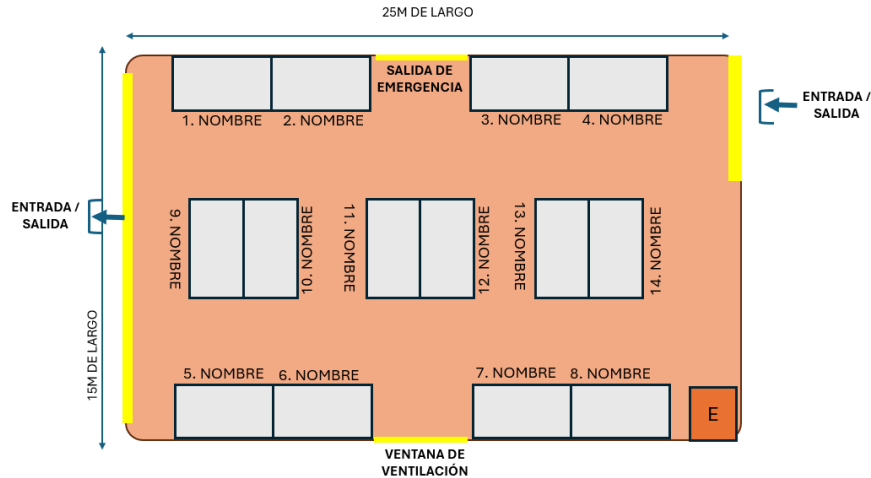 25M DE LARGO
SALIDA DE
EMERGENCIA
ENTRADA /
SALIDA
1. NOMBRE
2. NOMBRE
3. NOMBRE
4. NOMBRE
ENTRADA /
SALIDA
9. NOMBRE
10. NOMBRE
11. NOMBRE
12. NOMBRE
13. NOMBRE
14. NOMBRE
15M DE LARGO
5. NOMBRE
6. NOMBRE
7. NOMBRE
8. NOMBRE
E
VENTANA DE
VENTILACIÓN